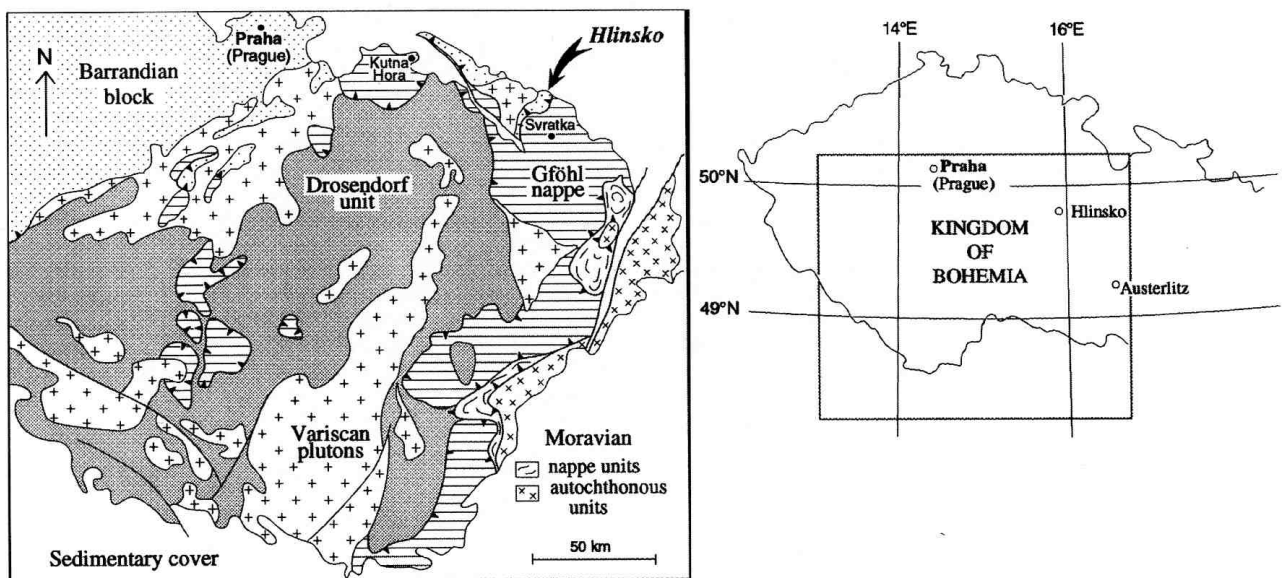 Praha
(Prague)
Hlinsko
N
Barrandian
block
Kutna
Hora
Svratka
Drosendorf
unit
Gföhl
nappe
Variscan
plutons
Moravian
nappe units
autochthonous
units
Sedimentary cover
50 km
14°E
16°E
50°N
Praha
(Prague)
Hlinsko
KINGDOM
OF
BOHEMIA
Austerlitz
49°N